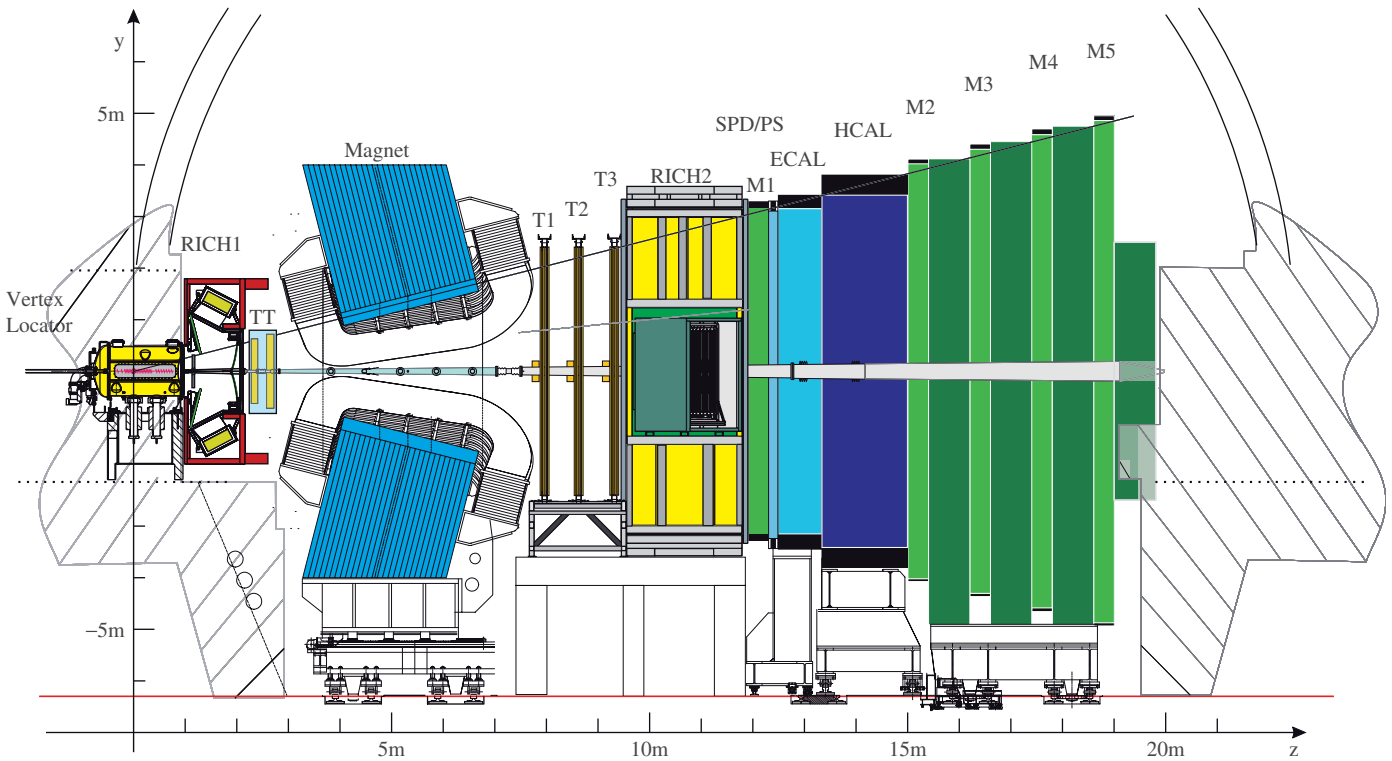 y
5m
Magnet
SPD/PS
HCAL
ECAL
M1
M2
M3
M4
M5
RICH2
T1
T2
T3
RICH1
TT
Vertex
Locator
−5m
5m
10m
15m
20m
z